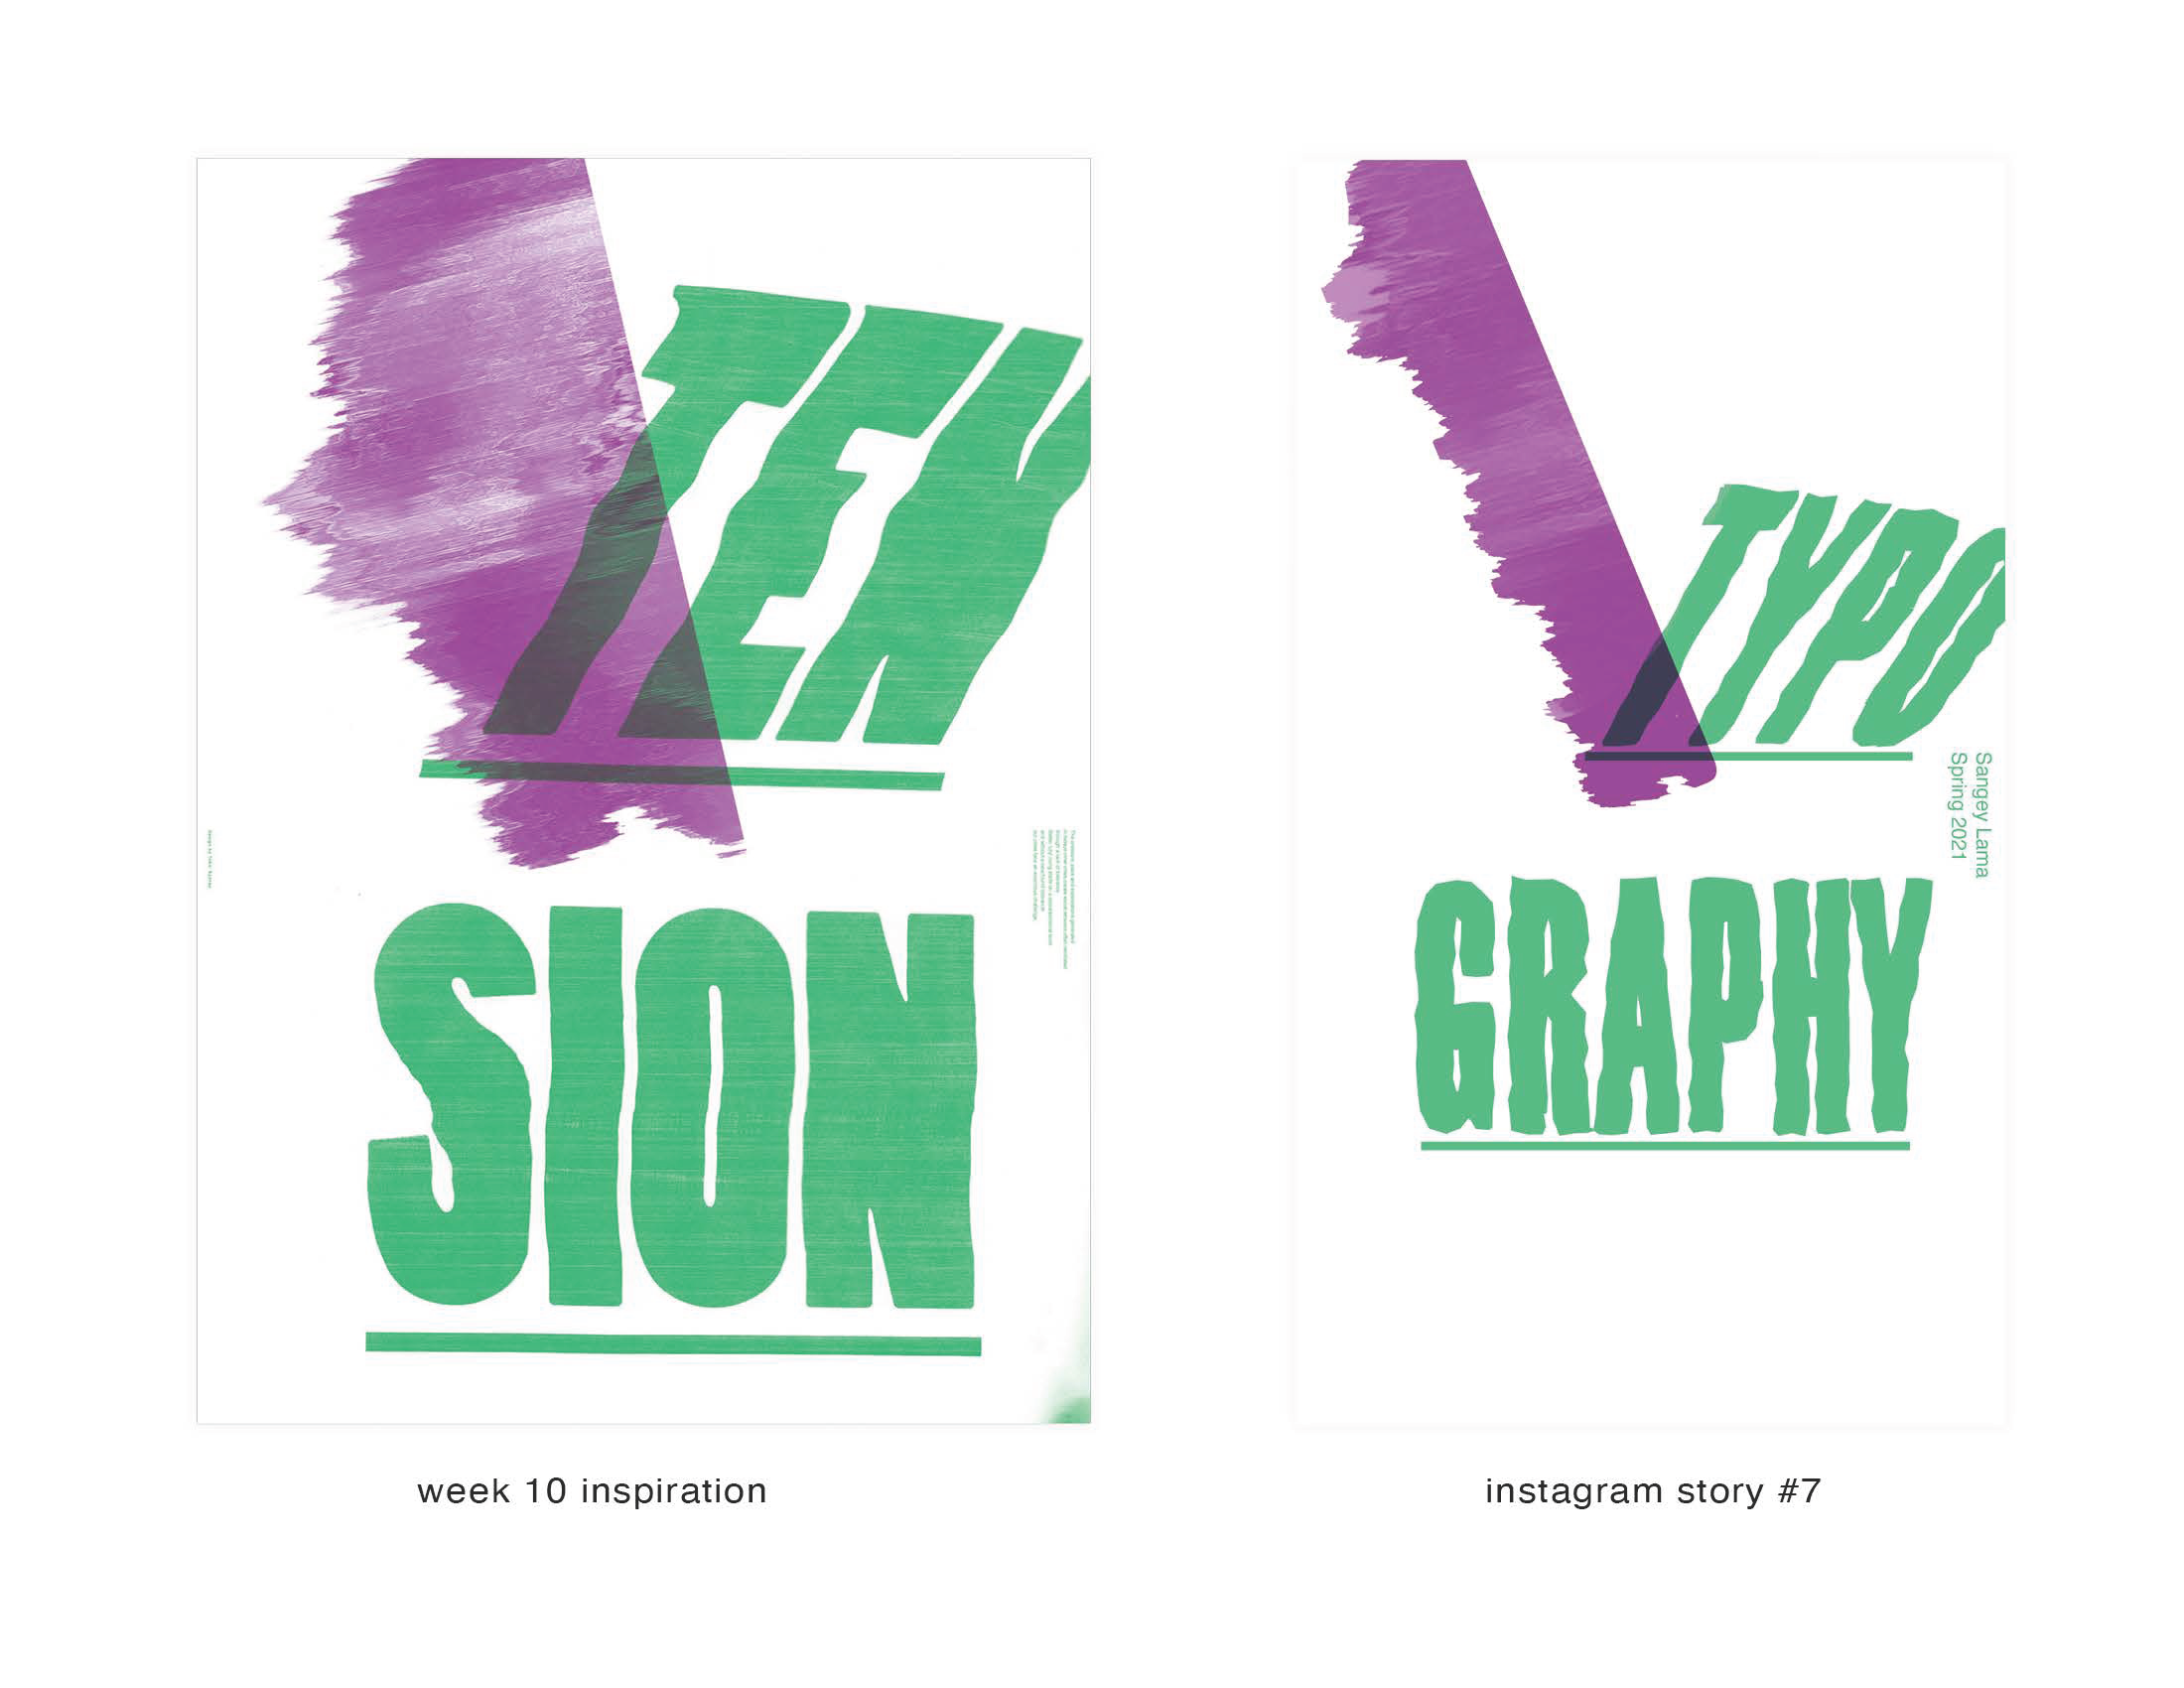 TEN
SION
week 10 inspiration
TYPO
Sangey Lama
Spring 2021
GRAPHY
instagram story #7